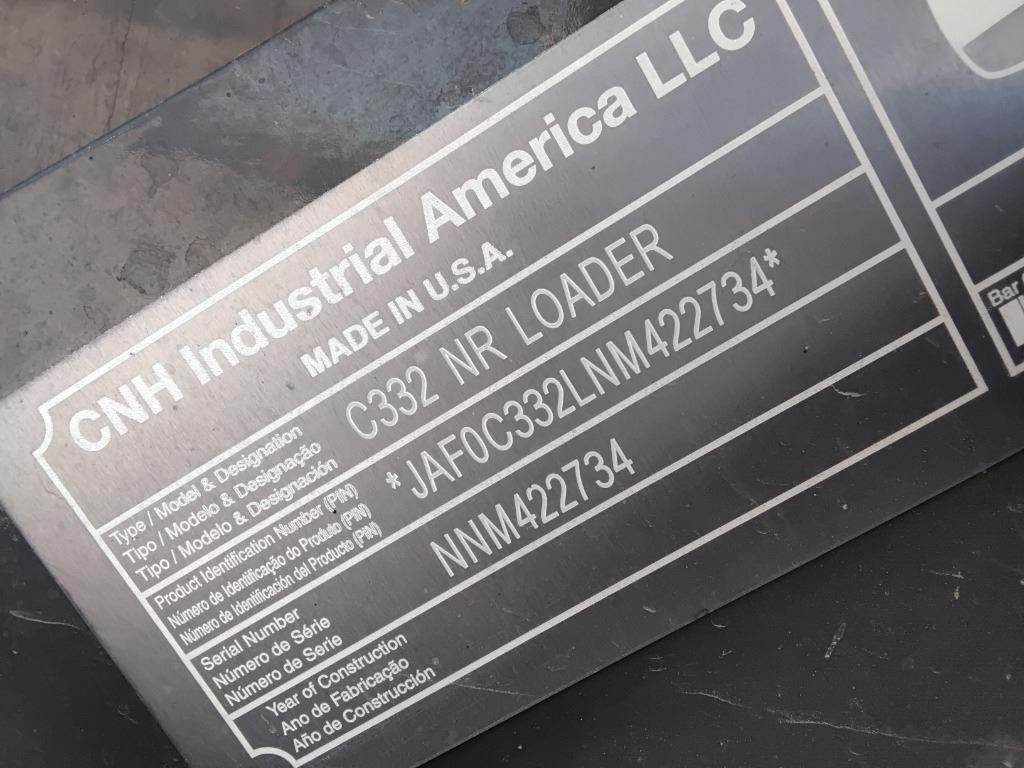 CNH Industrial America LLC
MADE IN U.S.A.
Type / Model & Designation
Tipo / Modelo & Designação
Tipo / Modelo & Designación
C332 NR LOADER
Product Identification Number (PIN)
Número de Identificação do Produto (PIN)
Número de Identificación del Producto (PIN)
*JAF0C332LNM422734*
Serial Number
Número de Série
Número de Serie
NNM422734
Year of Construction
Ano de Fabricação
Año de Construcción
Bar